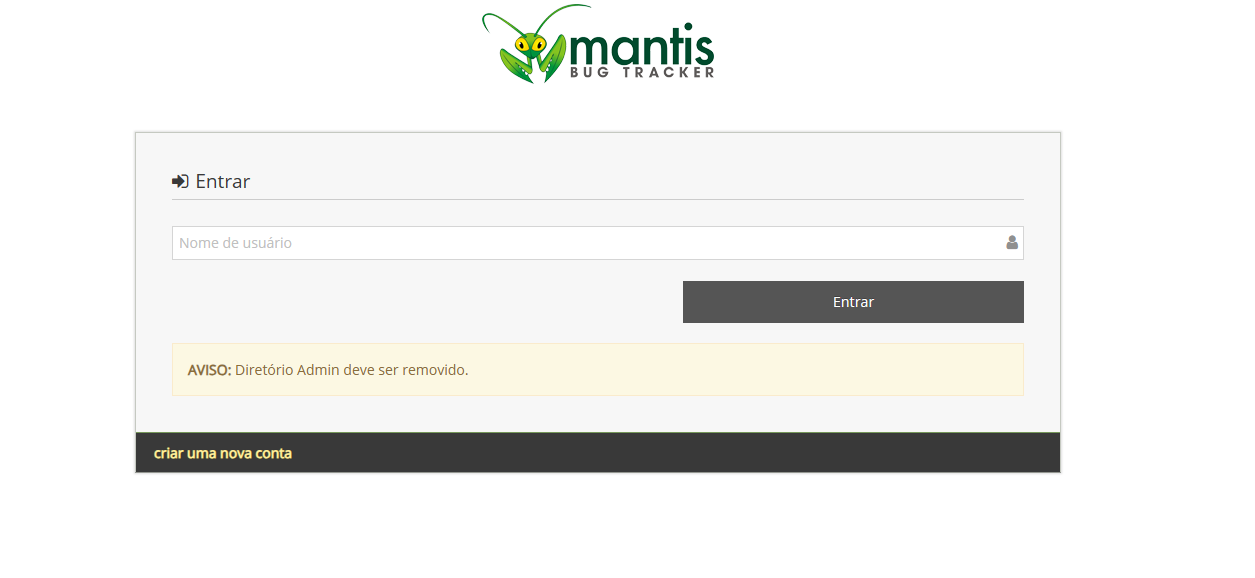 mantis
BUG TRACKER
Entrar
Nome de usuário
Entrar
AVISO: Diretório Admin deve ser removido.
criar uma nova conta